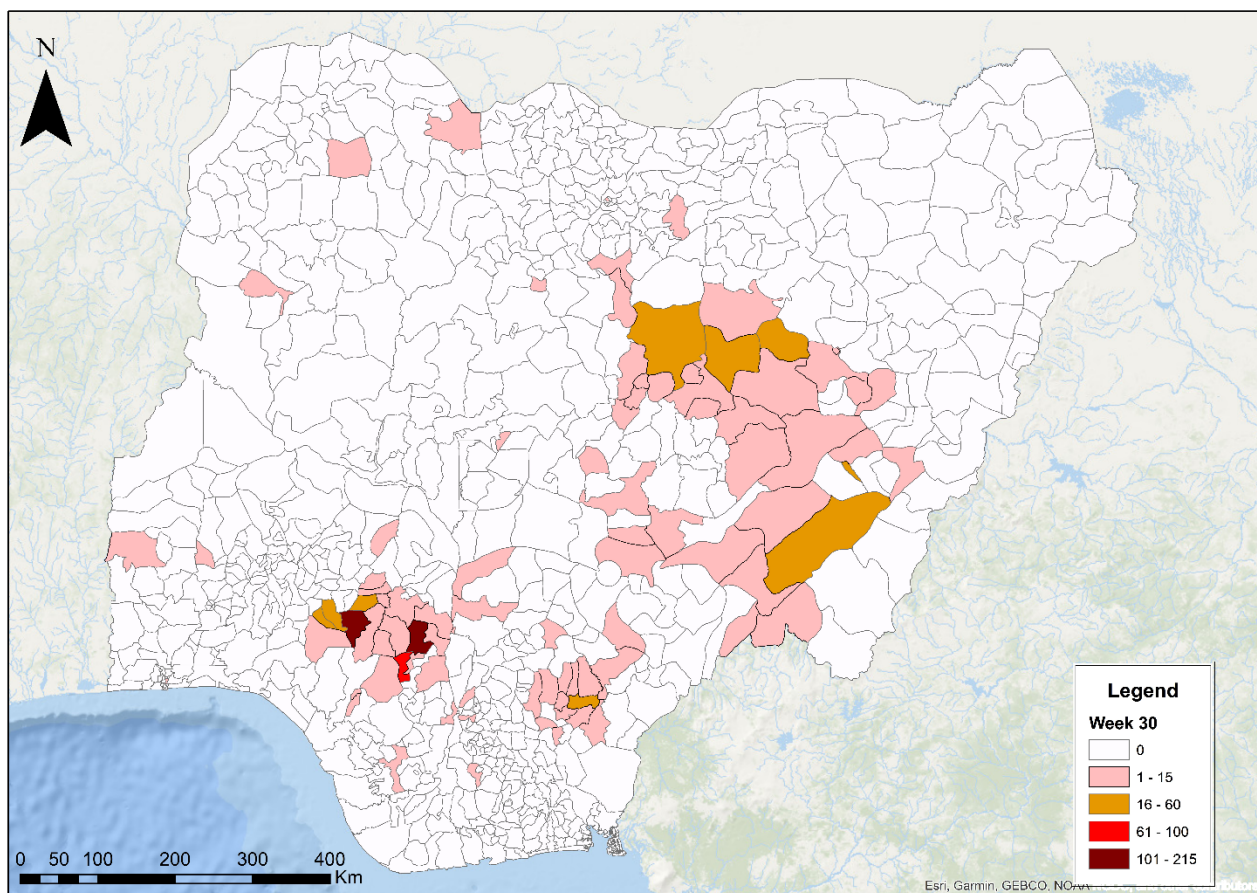 N
Legend
Week 30
0
1 - 15
16 - 60
61 - 100
101 - 215
0 50 100 200 300 400
Km
Esri, Garmin, GEBCO,